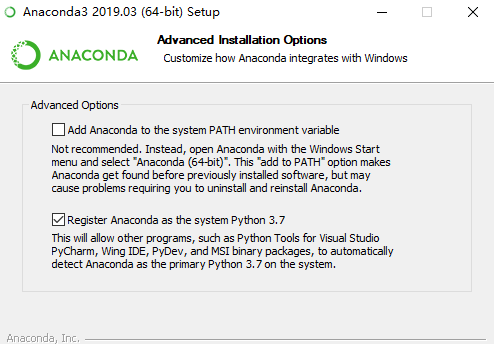 Anaconda3 2019.03 (64-bit) Setup
ANACONDA
Advanced Installation Options
Customize how Anaconda integrates with Windows
Advanced Options
Add Anaconda to the system PATH environment variable
Not recommended. Instead, open Anaconda with the Windows Start
menu and select "Anaconda (64-bit)". This "add to PATH" option makes
Anaconda get found before previously installed software, but may
cause problems requiring you to uninstall and reinstall Anaconda.
Register Anaconda as the system Python 3.7
This will allow other programs, such as Python Tools for Visual Studio
PyCharm, Wing IDE, PyDev, and MSI binary packages, to automatically
detect Anaconda as the primary Python 3.7 on the system.
Anaconda, Inc.